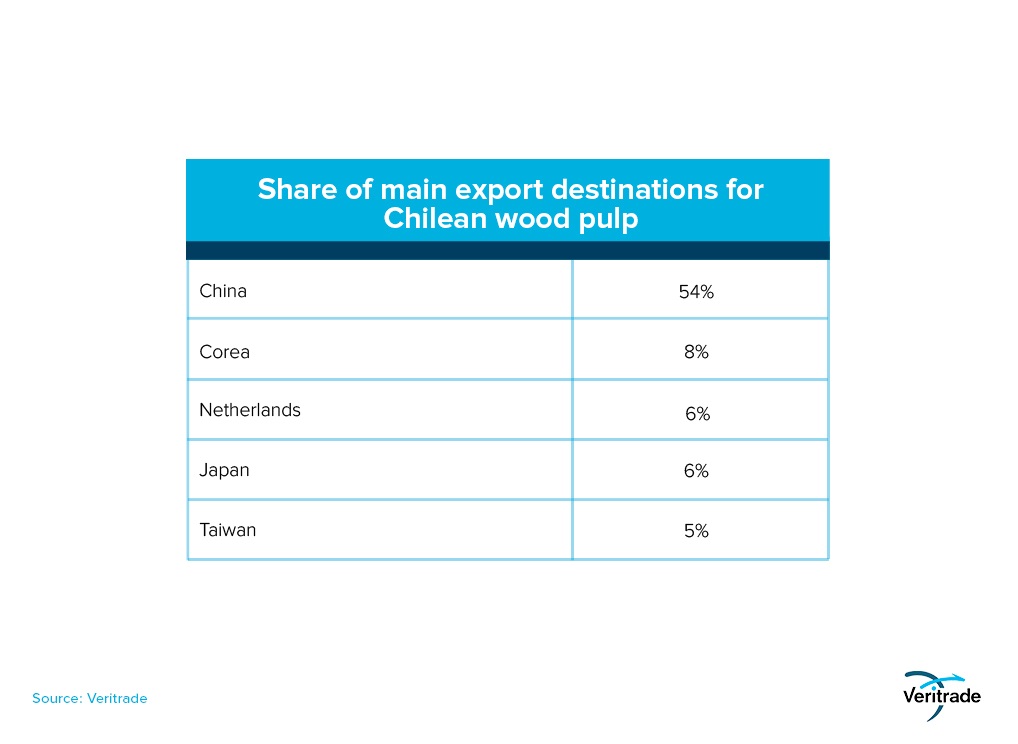 Share of main export destinations for
Chilean wood pulp
China 54%
Corea 8%
Netherlands 6%
Japan 6%
Taiwan 5%
Source: Veritrade
Veritrade